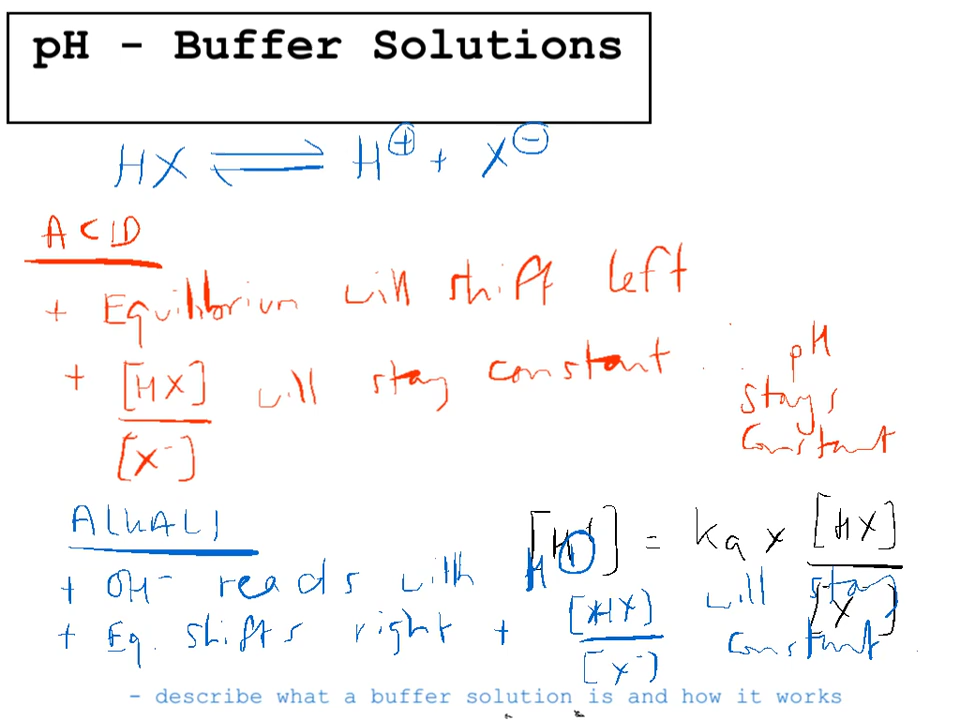 pH - Buffer Solutions
HX ⇌ H⊕ + X⊖
ACID
+ Equilibrium will shift left
+ [HX]/[X⁻] will stay constant
pH
stays
constant
ALKALI
[H⁺] = ka × [HX]/[X⁻]
+ OH⁻ reacts with H⊕
+ Eq. shifts right + [HX]/[X⁻] will stay constant.
- describe what a buffer solution is and how it works